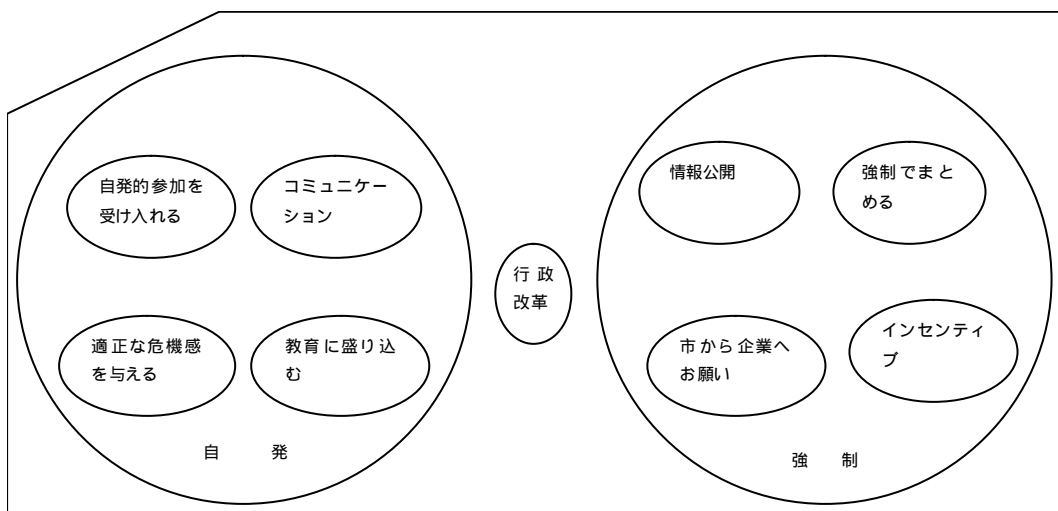 自発的参加を
受け入れる
コミュニケー
ション
適正な危機感
を与える
教育に盛り込
む
自 発
行 政
改革
情報公開
強制でまと
める
市から企業へ
お願い
インセンティ
ブ
強 制